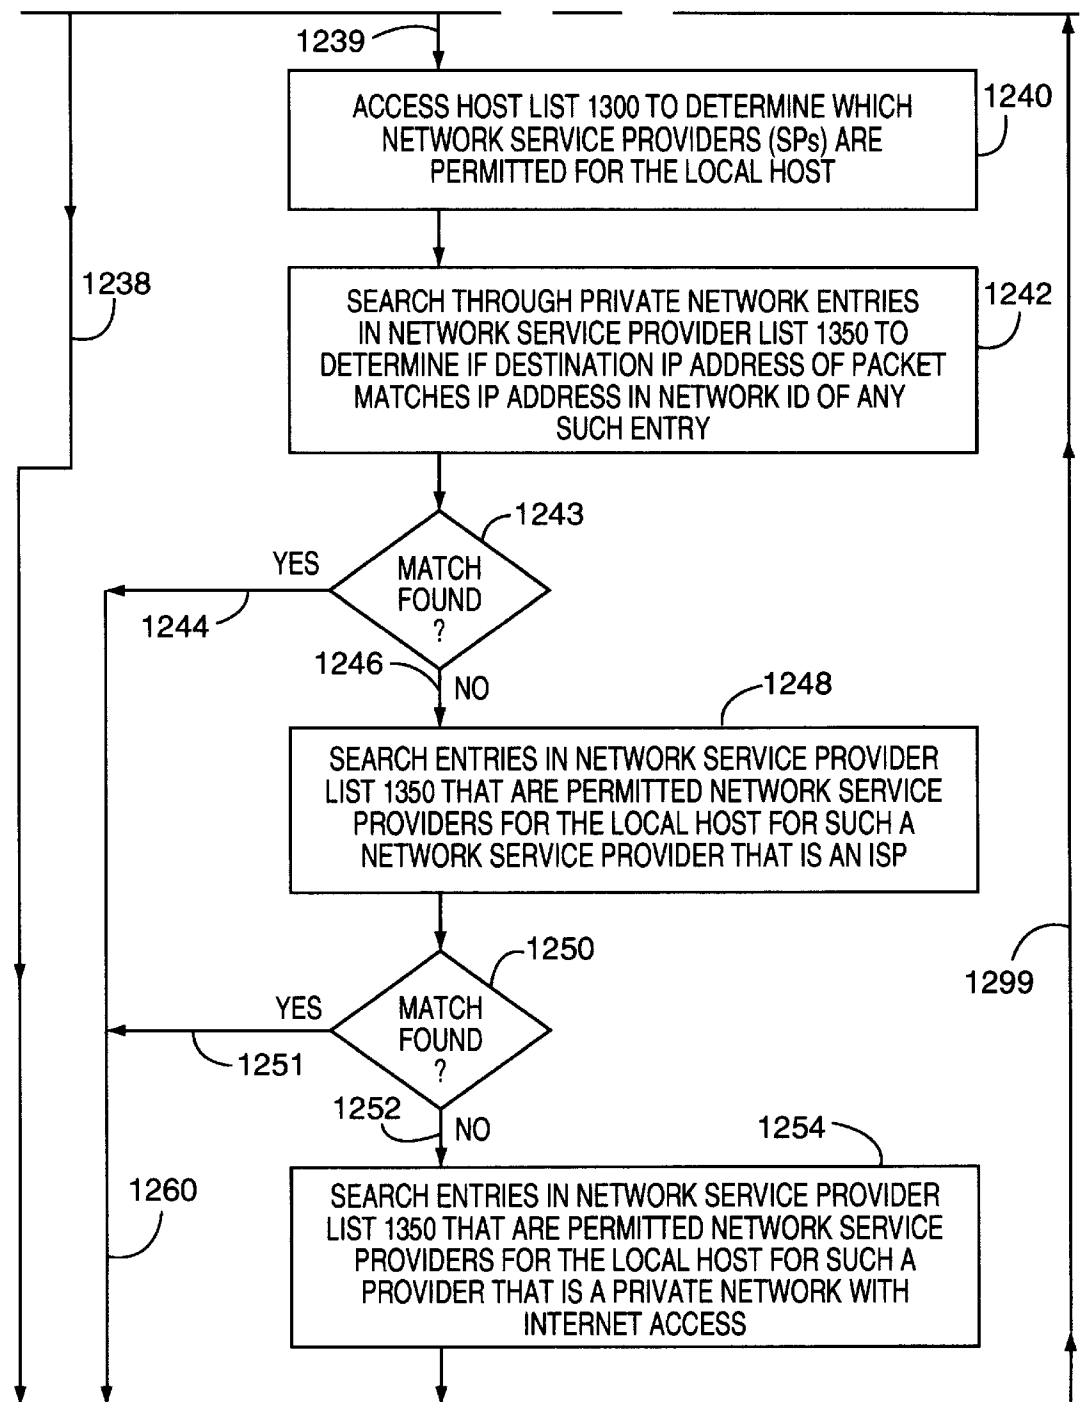 1239
1240
ACCESS HOST LIST 1300 TO DETERMINE WHICH
NETWORK SERVICE PROVIDERS (SPs) ARE
PERMITTED FOR THE LOCAL HOST
1238
1242
SEARCH THROUGH PRIVATE NETWORK ENTRIES
IN NETWORK SERVICE PROVIDER LIST 1350 TO
DETERMINE IF DESTINATION IP ADDRESS OF PACKET
MATCHES IP ADDRESS IN NETWORK ID OF ANY
SUCH ENTRY
1243
YES
MATCH
FOUND
?
1244
1246
NO
1248
SEARCH ENTRIES IN NETWORK SERVICE PROVIDER
LIST 1350 THAT ARE PERMITTED NETWORK SERVICE
PROVIDERS FOR THE LOCAL HOST FOR SUCH A
NETWORK SERVICE PROVIDER THAT IS AN ISP
1250
1299
YES
MATCH
FOUND
?
1251
1252
NO
1254
1260
SEARCH ENTRIES IN NETWORK SERVICE PROVIDER
LIST 1350 THAT ARE PERMITTED NETWORK SERVICE
PROVIDERS FOR THE LOCAL HOST FOR SUCH A
PROVIDER THAT IS A PRIVATE NETWORK WITH
INTERNET ACCESS